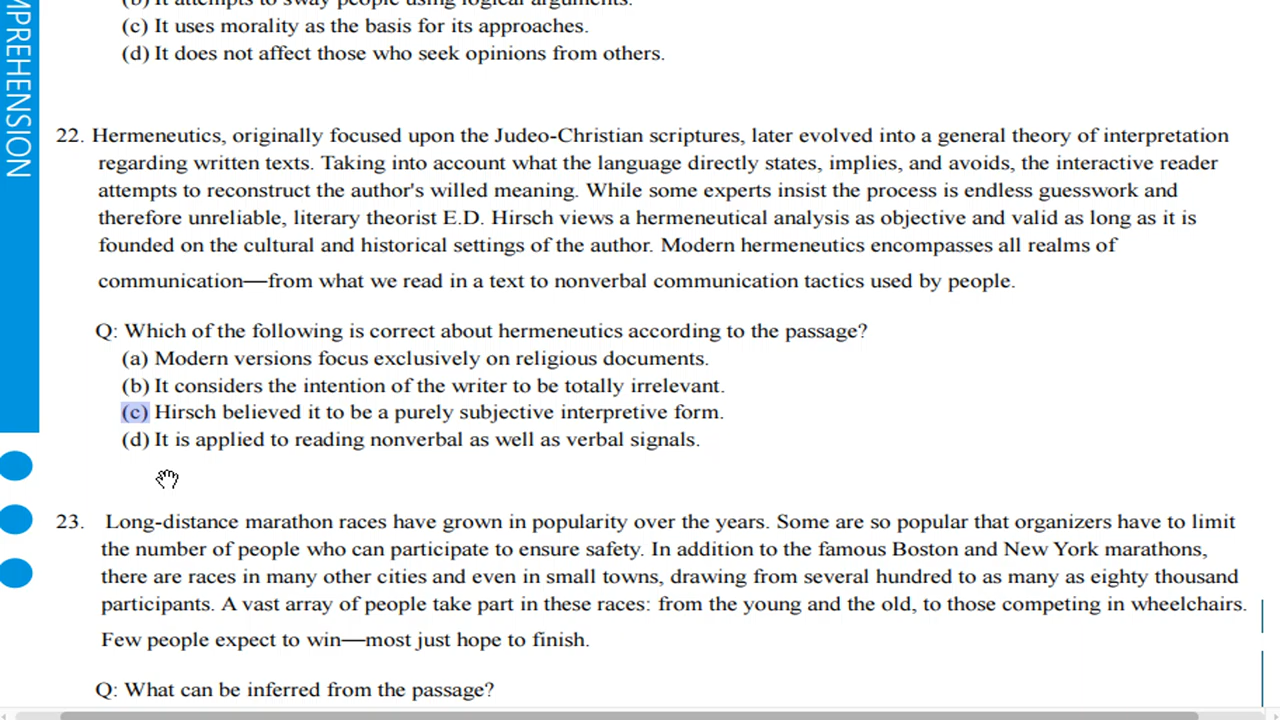 MPREHENSION
(b) It attempts to sway people using logical arguments.
(c) It uses morality as the basis for its approaches.
(d) It does not affect those who seek opinions from others.
22. Hermeneutics, originally focused upon the Judeo-Christian scriptures, later evolved into a general theory of interpretation
regarding written texts. Taking into account what the language directly states, implies, and avoids, the interactive reader
attempts to reconstruct the author's willed meaning. While some experts insist the process is endless guesswork and
therefore unreliable, literary theorist E.D. Hirsch views a hermeneutical analysis as objective and valid as long as it is
founded on the cultural and historical settings of the author. Modern hermeneutics encompasses all realms of
communication—from what we read in a text to nonverbal communication tactics used by people.
Q: Which of the following is correct about hermeneutics according to the passage?
(a) Modern versions focus exclusively on religious documents.
(b) It considers the intention of the writer to be totally irrelevant.
(c) Hirsch believed it to be a purely subjective interpretive form.
(d) It is applied to reading nonverbal as well as verbal signals.
23. Long-distance marathon races have grown in popularity over the years. Some are so popular that organizers have to limit
the number of people who can participate to ensure safety. In addition to the famous Boston and New York marathons,
there are races in many other cities and even in small towns, drawing from several hundred to as many as eighty thousand
participants. A vast array of people take part in these races: from the young and the old, to those competing in wheelchairs.
Few people expect to win—most just hope to finish.
Q: What can be inferred from the passage?